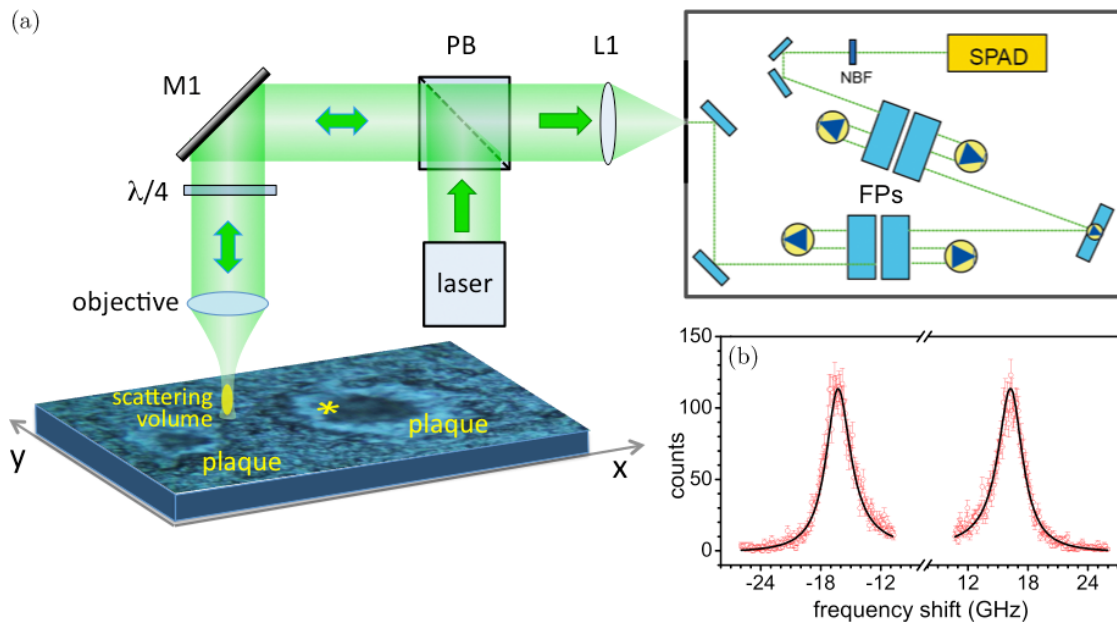 (a)
M1
PB
L1
λ/4
objective
laser
scattering
volume
*
plaque
plaque
y
x
NBF
SPAD
FPs
(b)
150
100
50
0
counts
-24
-18
-12
12
18
24
frequency shift (GHz)